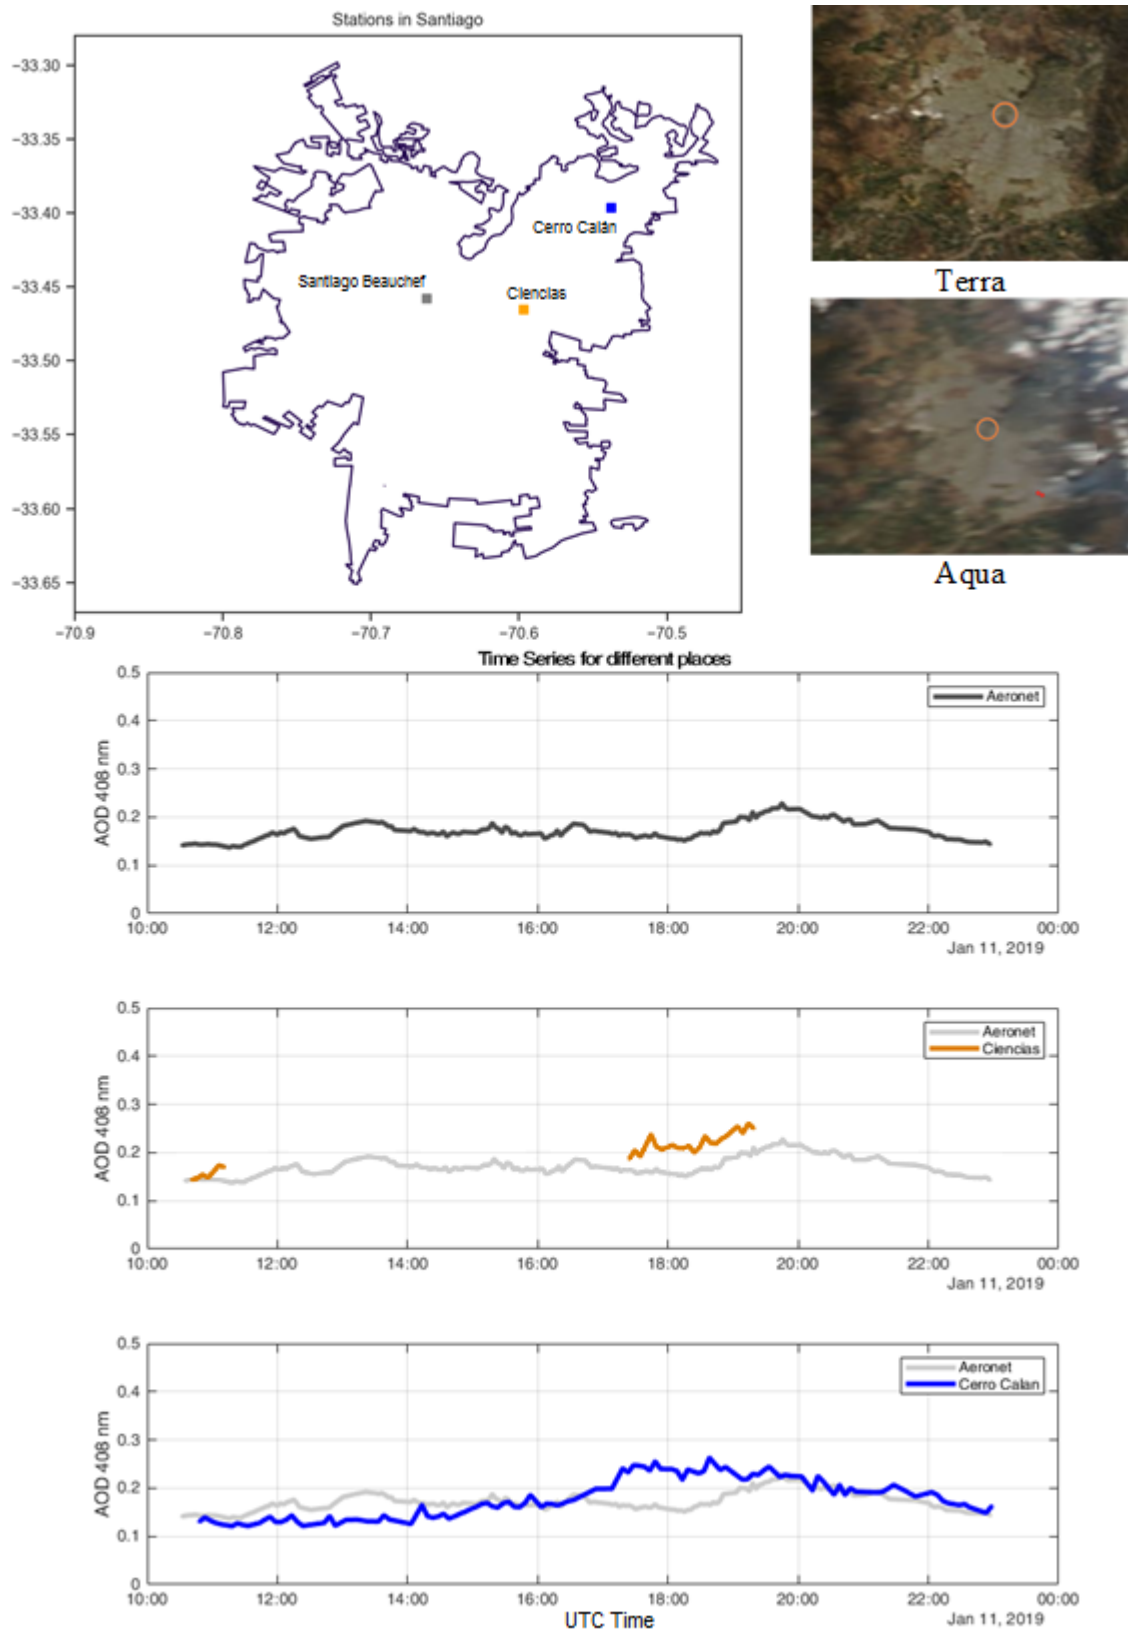 Stations in Santiago
−33.30
−33.35
−33.40
−33.45
−33.50
−33.55
−33.60
−33.65
Cerro Calán
Santiago Beauchef
Ciencias
−70.9 −70.8 −70.7 −70.6 −70.5
Terra
Aqua
Time Series for different places
0.5
0.4
0.3
0.2
0.1
0
AOD 408 nm
Aeronet
10:00 12:00 14:00 16:00 18:00 20:00 22:00 00:00
Jan 11, 2019
0.5
0.4
0.3
0.2
0.1
0
AOD 408 nm
Aeronet
Ciencias
10:00 12:00 14:00 16:00 18:00 20:00 22:00 00:00
Jan 11, 2019
0.5
0.4
0.3
0.2
0.1
0
AOD 408 nm
Aeronet
Cerro Calan
10:00 12:00 14:00 16:00 18:00 20:00 22:00 00:00
UTC Time
Jan 11, 2019